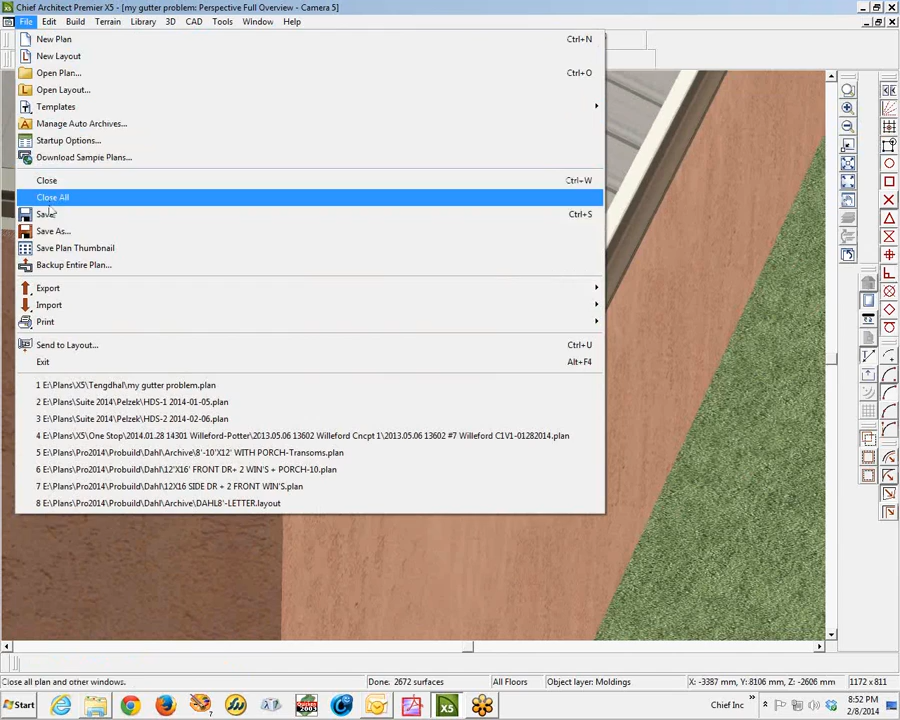 Chief Architect Premier X5 - [my gutter problem: Perspective Full Overview - Camera 5]
File Edit Build Terrain Library 3D CAD Tools Window Help
New Plan Ctrl+N
New Layout
Open Plan... Ctrl+O
Open Layout...
Templates
Manage Auto Archives...
Startup Options...
Download Sample Plans...
Close Ctrl+W
Close All
Save Ctrl+S
Save As...
Save Plan Thumbnail
Backup Entire Plan...
Export
Import
Print
Send to Layout... Ctrl+U
Exit Alt+F4
1 E:\Plans\X5\Tengdhal\my gutter problem.plan
2 E:\Plans\Suite 2014\Pelzek\HDS-1 2014-01-05.plan
3 E:\Plans\Suite 2014\Pelzek\HDS-2 2014-02-06.plan
4 E:\Plans\X5\One Stop\2014.01.28 14301 Willeford-Potter\2013.05.06 13602 Willeford Cncpt 1\2013.05.06 13602 #7 Willeford C1V1-01282014.plan
5 E:\Plans\Pro2014\Probuild\Dahl\Archive\8'-10'X12' WITH PORCH-Transoms.plan
6 E:\Plans\Pro2014\Probuild\Dahl\12'X16' FRONT DR+ 2 WIN'S + PORCH-10.plan
7 E:\Plans\Pro2014\Probuild\Dahl\12X16 SIDE DR + 2 FRONT WIN'S.plan
8 E:\Plans\Pro2014\Probuild\Dahl\Archive\DAHL8'-LETTER.layout
Close all plan and other windows. Done: 2672 surfaces All Floors Object layer: Moldings X: -3387 mm, Y: 8106 mm, Z: -2606 mm 1172 x 811
Start Chief Inc 8:52 PM
2/8/2014